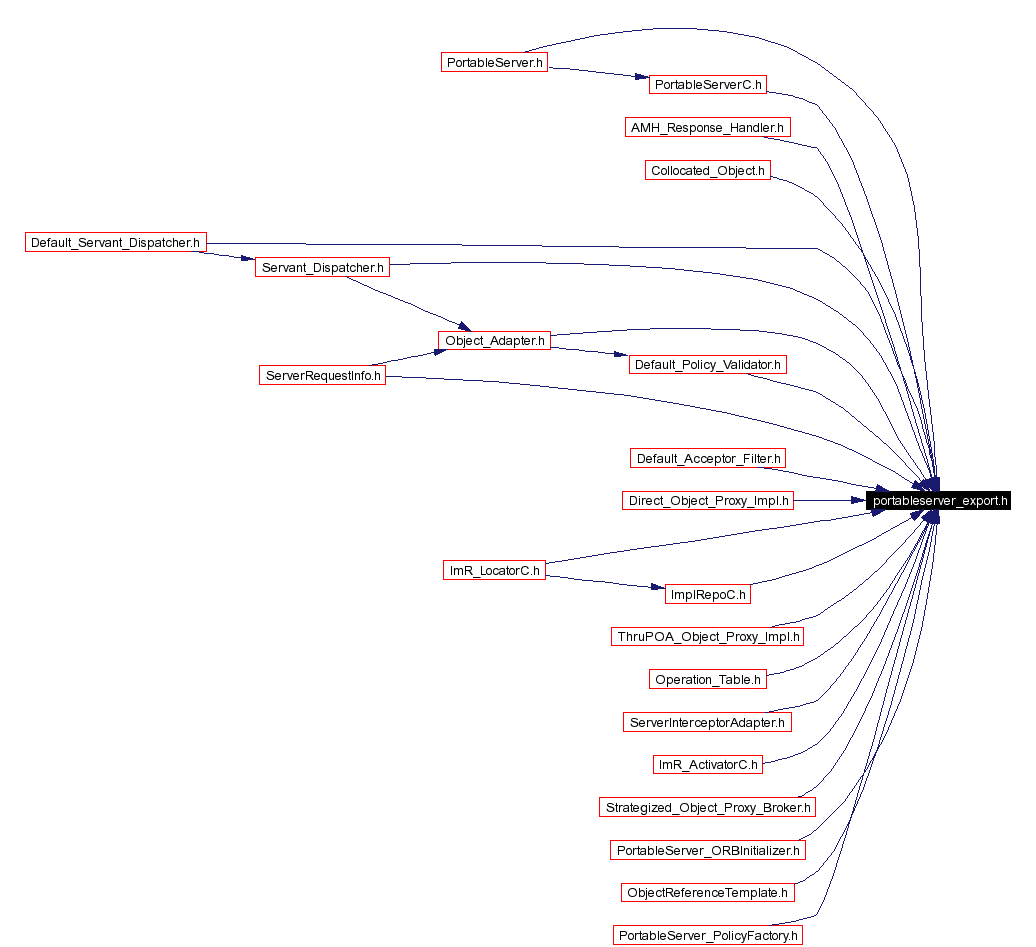 PortableServer.h
PortableServerC.h
AMH_Response_Handler.h
Collocated_Object.h
Default_Servant_Dispatcher.h
Servant_Dispatcher.h
Object_Adapter.h
Default_Policy_Validator.h
ServerRequestInfo.h
Default_Acceptor_Filter.h
Direct_Object_Proxy_Impl.h
portableserver_export.h
ImR_LocatorC.h
ImplRepoC.h
ThruPOA_Object_Proxy_Impl.h
Operation_Table.h
ServerInterceptorAdapter.h
ImR_ActivatorC.h
Strategized_Object_Proxy_Broker.h
PortableServer_ORBInitializer.h
ObjectReferenceTemplate.h
PortableServer_PolicyFactory.h